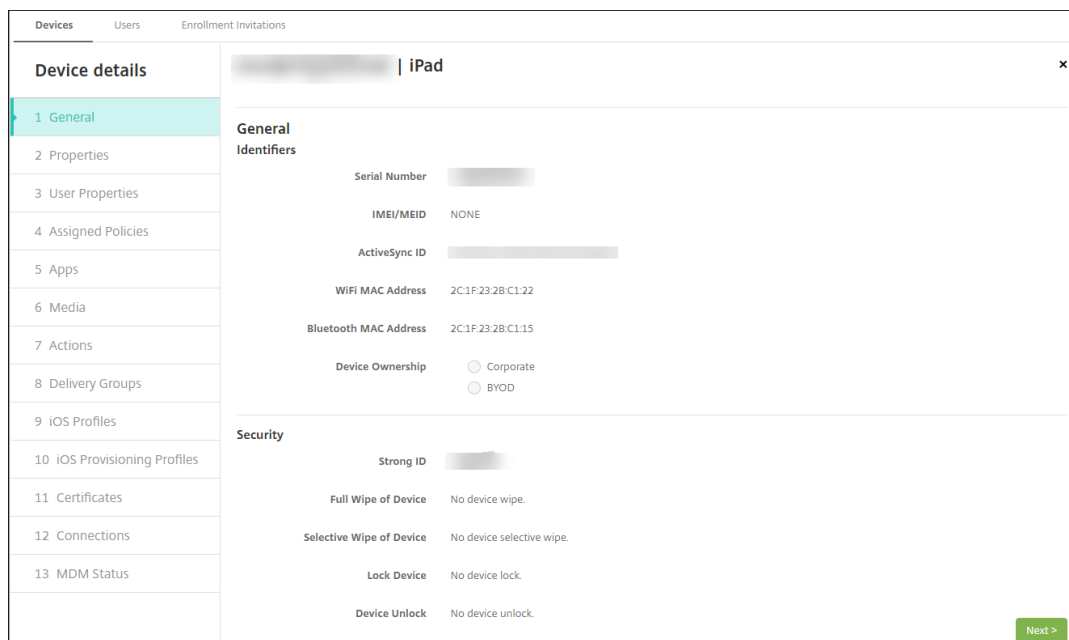 Devices Users Enrollment Invitations
Device details
1 General
2 Properties
3 User Properties
4 Assigned Policies
5 Apps
6 Media
7 Actions
8 Delivery Groups
9 iOS Profiles
10 iOS Provisioning Profiles
11 Certificates
12 Connections
13 MDM Status
| iPad
×
General
Identifiers
Serial Number
IMEI/MEID NONE
ActiveSync ID
WiFi MAC Address 2C:1F:23:2B:C1:22
Bluetooth MAC Address 2C:1F:23:2B:C1:15
Device Ownership Corporate
BYOD
Security
Strong ID
Full Wipe of Device No device wipe.
Selective Wipe of Device No device selective wipe.
Lock Device No device lock.
Device Unlock No device unlock.
Next >